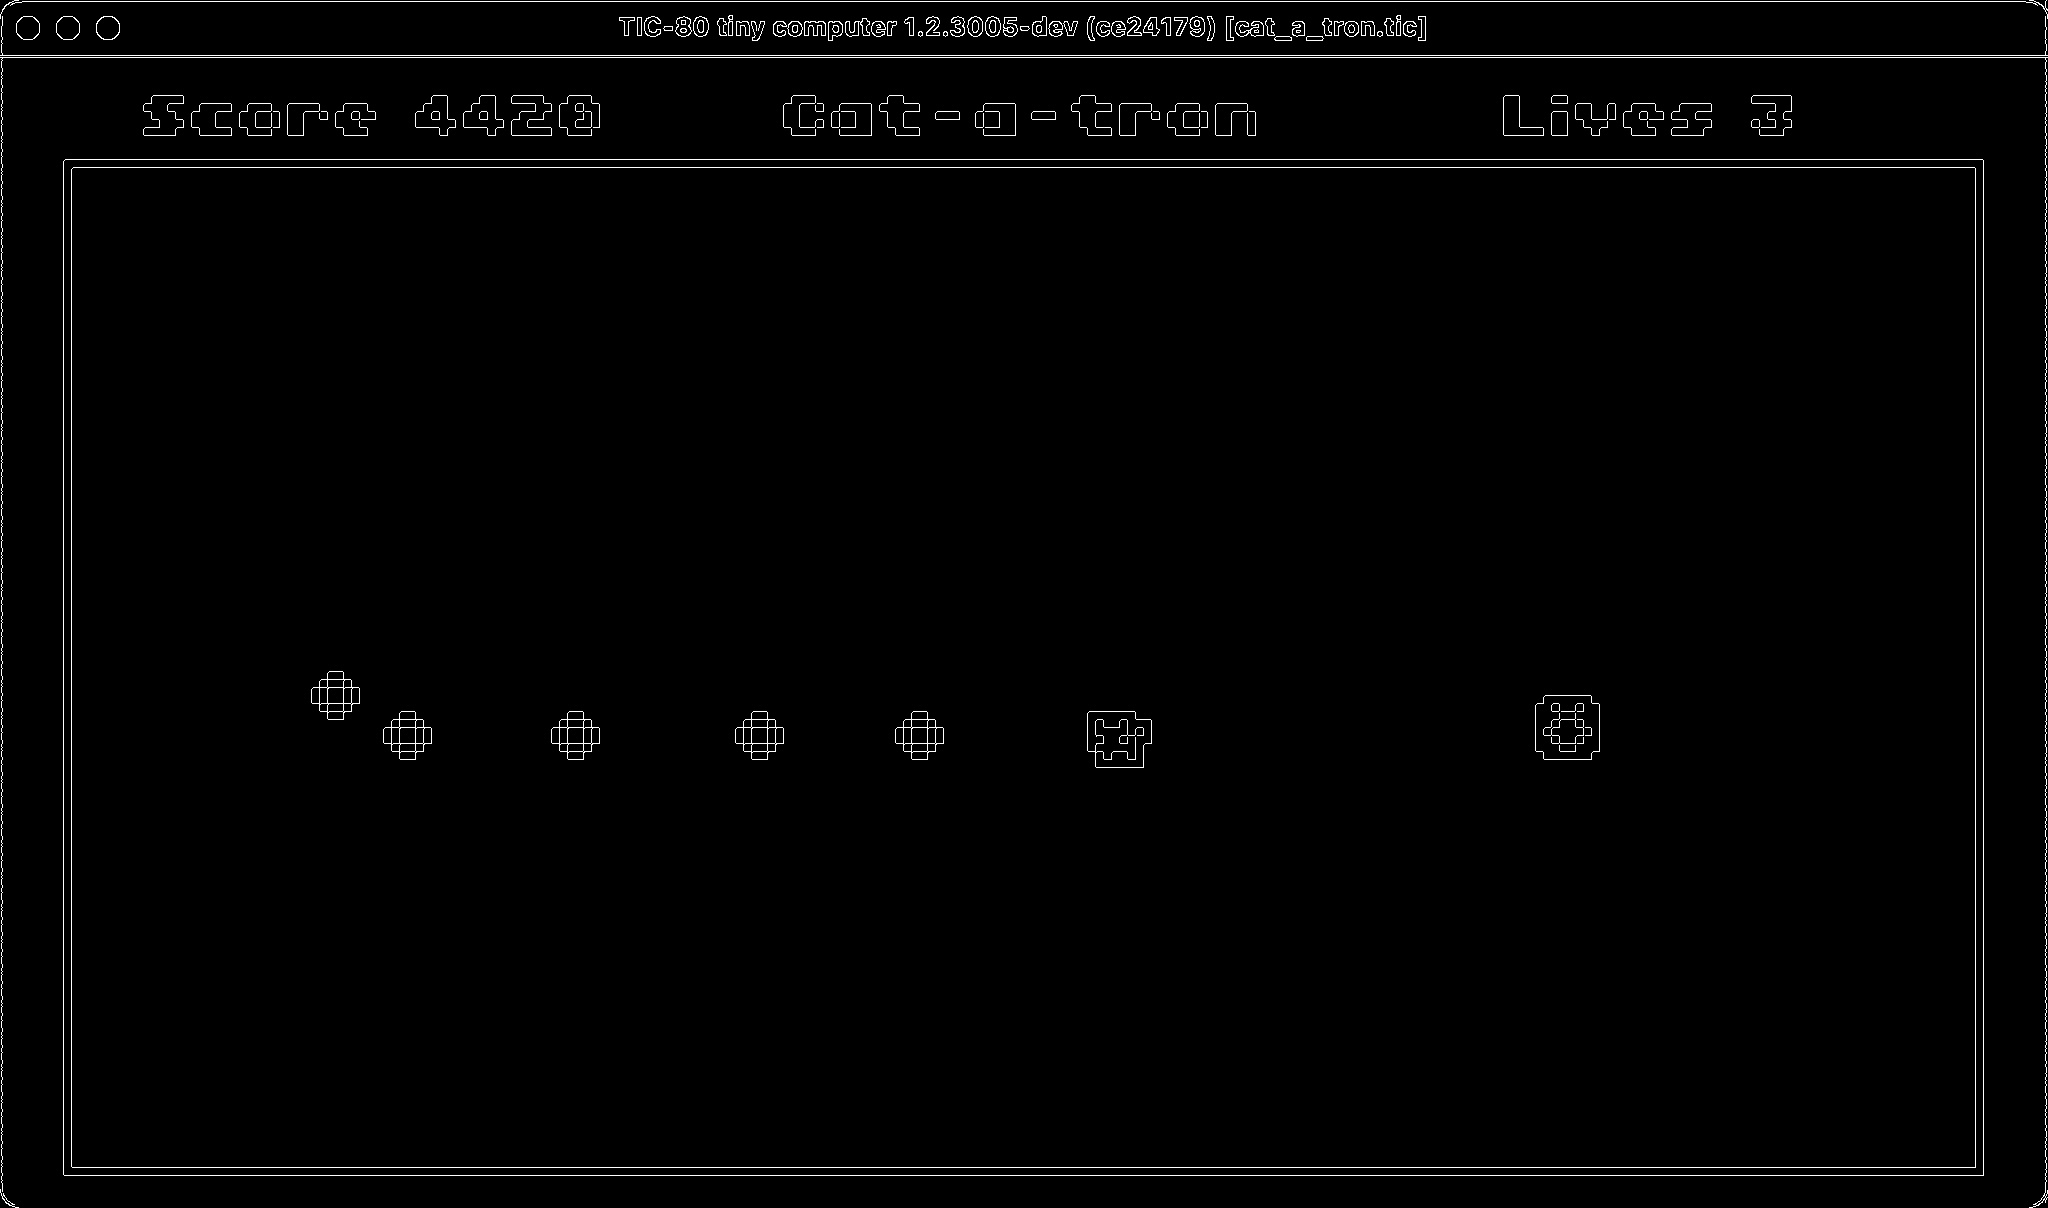 TIC-80 tiny computer 1.2.3005-dev (ce24179) [cat_a_tron.tic]
Score 4420 Cat-a-tron Lives 3